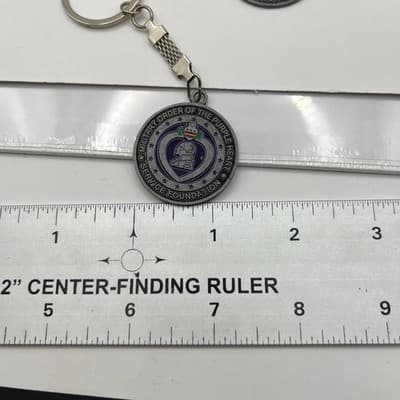 MILITARY ORDER OF THE PURPLE HEART
SERVICE FOUNDATION
1 1 2 3
2” CENTER-FINDING RULER
5 6 7 8 9